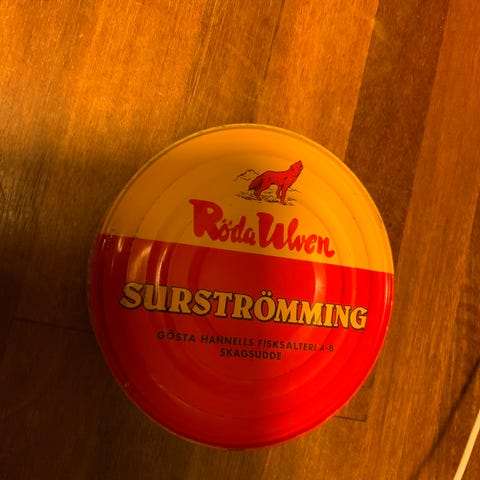 Röda Ulven
SURSTRÖMMING
GÖSTA HANNELLS FISKSALTERI A-B
SKAGSUDDE